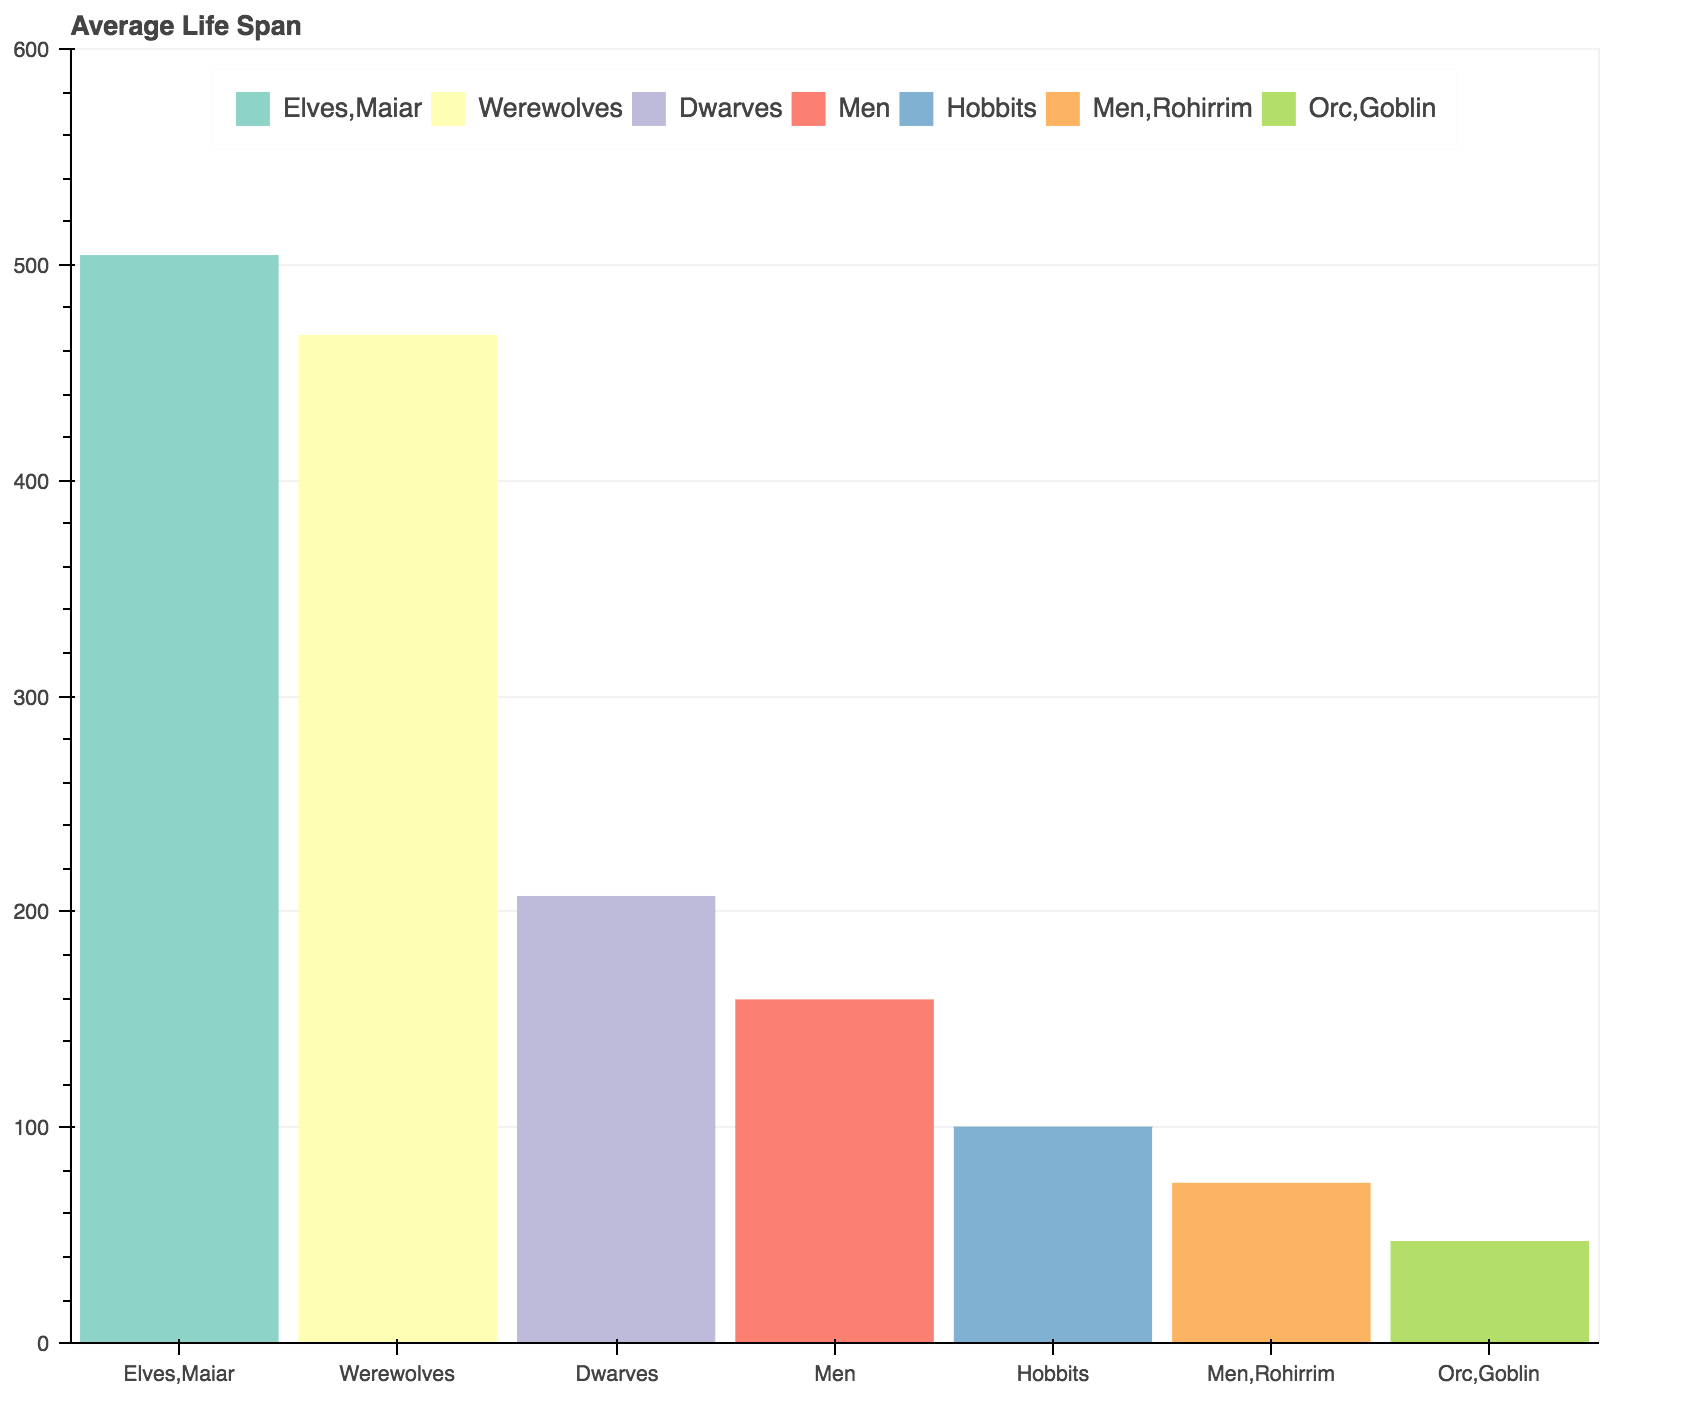 Average Life Span
600
Elves,Maiar Werewolves Dwarves Men Hobbits Men,Rohirrim Orc,Goblin
500
400
300
200
100
0
Elves,Maiar Werewolves Dwarves Men Hobbits Men,Rohirrim Orc,Goblin